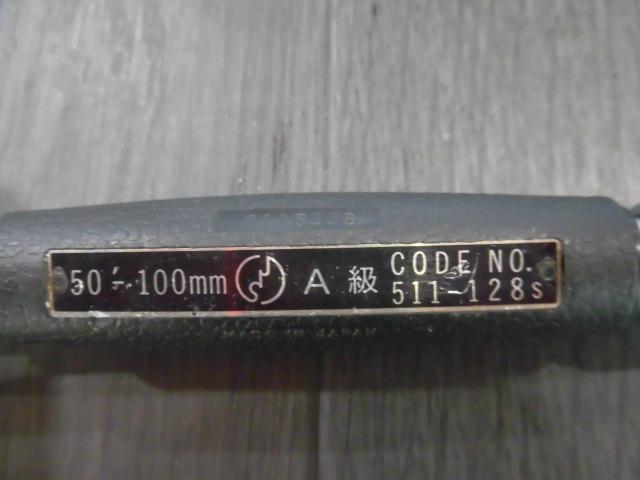 50 - 100mm A 級 CODE NO. 511-128s
MADE IN JAPAN